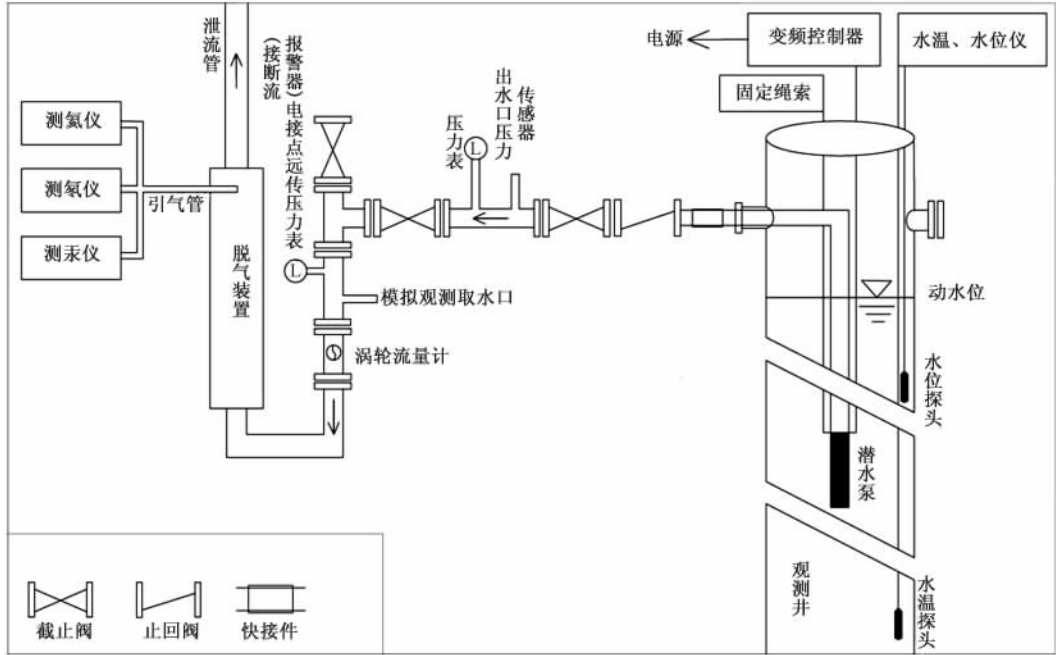 电源
变频控制器
水温、水位仪
固定绳索
泄流管
报警器)电接点远传压力表
(接断流
测氦仪
测氡仪
测汞仪
引气管
脱气装置
L
压力表
L
出水口压力
传感器
模拟观测取水口
涡轮流量计
动水位
水位探头
潜水泵
观测井
水温探头
截止阀
止回阀
快接件